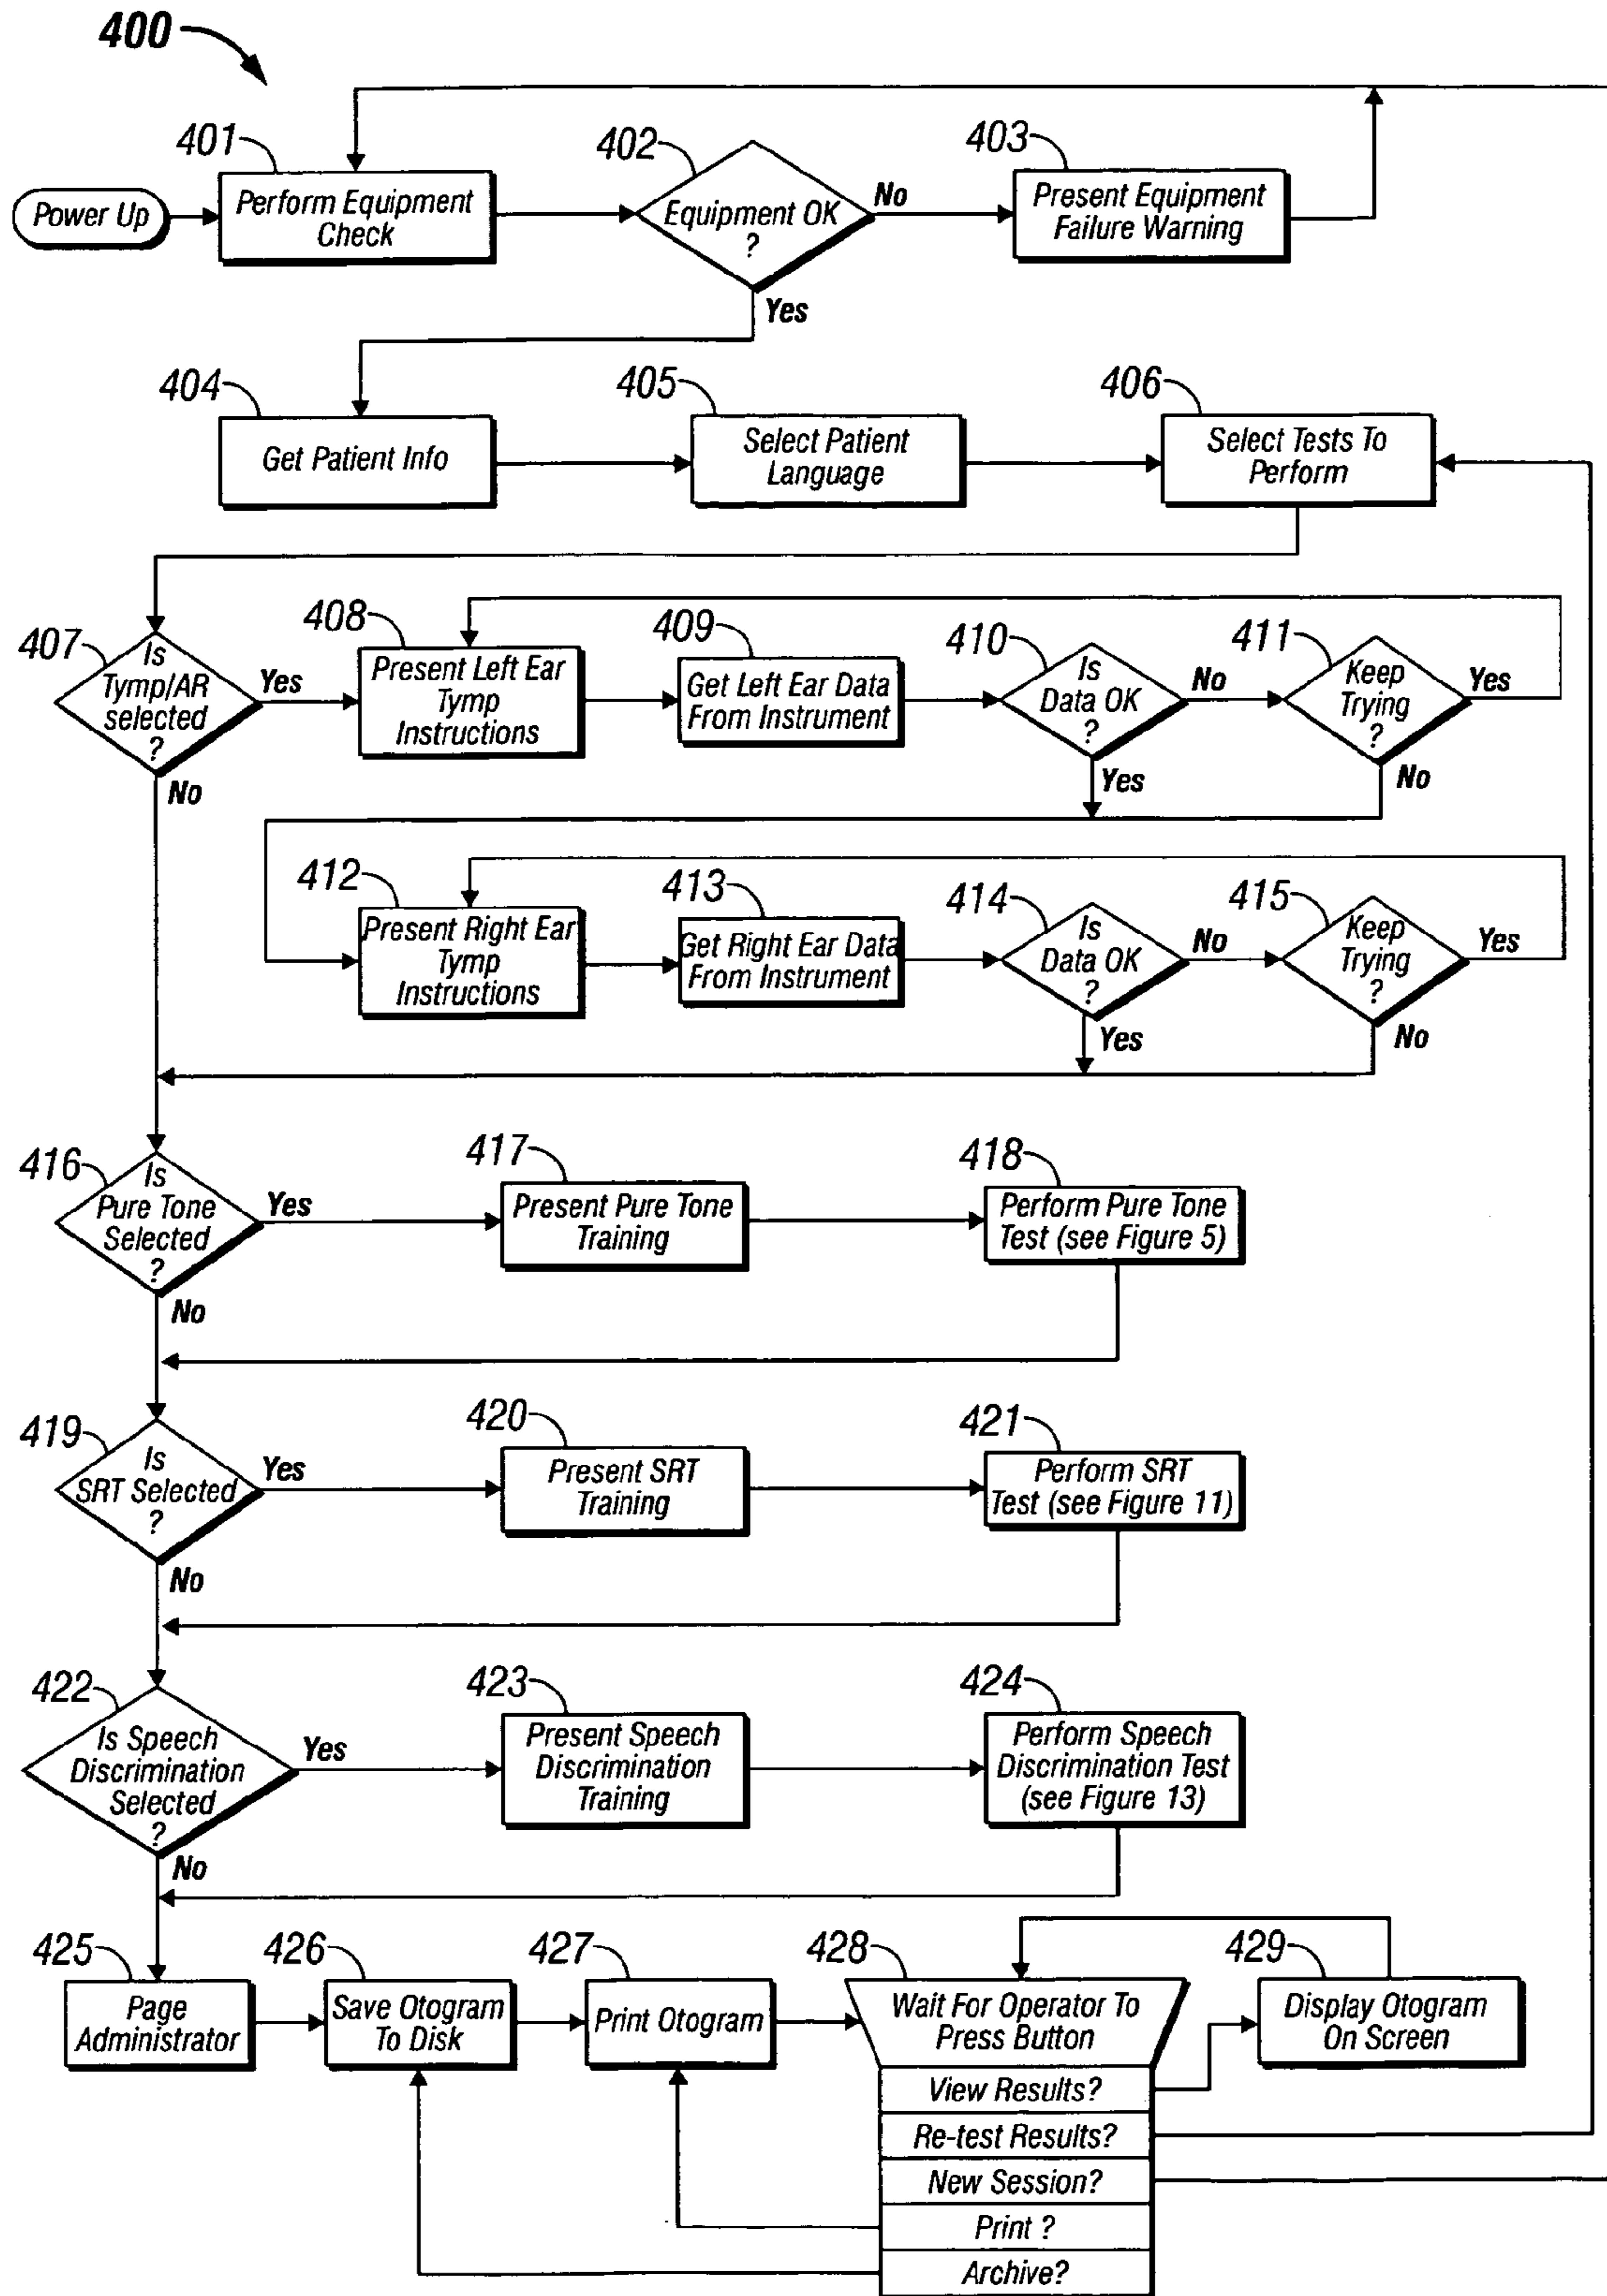 400
401
402
403
Power Up
Perform Equipment
Check
Equipment OK
?
No
Present Equipment
Failure Warning
Yes
404
405
406
Get Patient Info
Select Patient
Language
Select Tests To
Perform
407
Is
Tymp/AR
selected
?
Yes
No
408
Present Left Ear
Tymp
Instructions
409
Get Left Ear Data
From Instrument
410
Is
Data OK
?
No
Yes
411
Keep
Trying
?
Yes
No
412
Present Right Ear
Tymp
Instructions
413
Get Right Ear Data
From Instrument
414
Is
Data OK
?
No
Yes
415
Keep
Trying
?
Yes
No
416
Is
Pure Tone
Selected
?
Yes
No
417
Present Pure Tone
Training
418
Perform Pure Tone
Test (see Figure 5)
419
Is
SRT Selected
?
Yes
No
420
Present SRT
Training
421
Perform SRT
Test (see Figure 11)
422
Is Speech
Discrimination
Selected
?
Yes
No
423
Present Speech
Discrimination
Training
424
Perform Speech
Discrimination Test
(see Figure 13)
425
Page
Administrator
426
Save Otogram
To Disk
427
Print Otogram
428
Wait For Operator To
Press Button
View Results?
Re-test Results?
New Session?
Print ?
Archive?
429
Display Otogram
On Screen